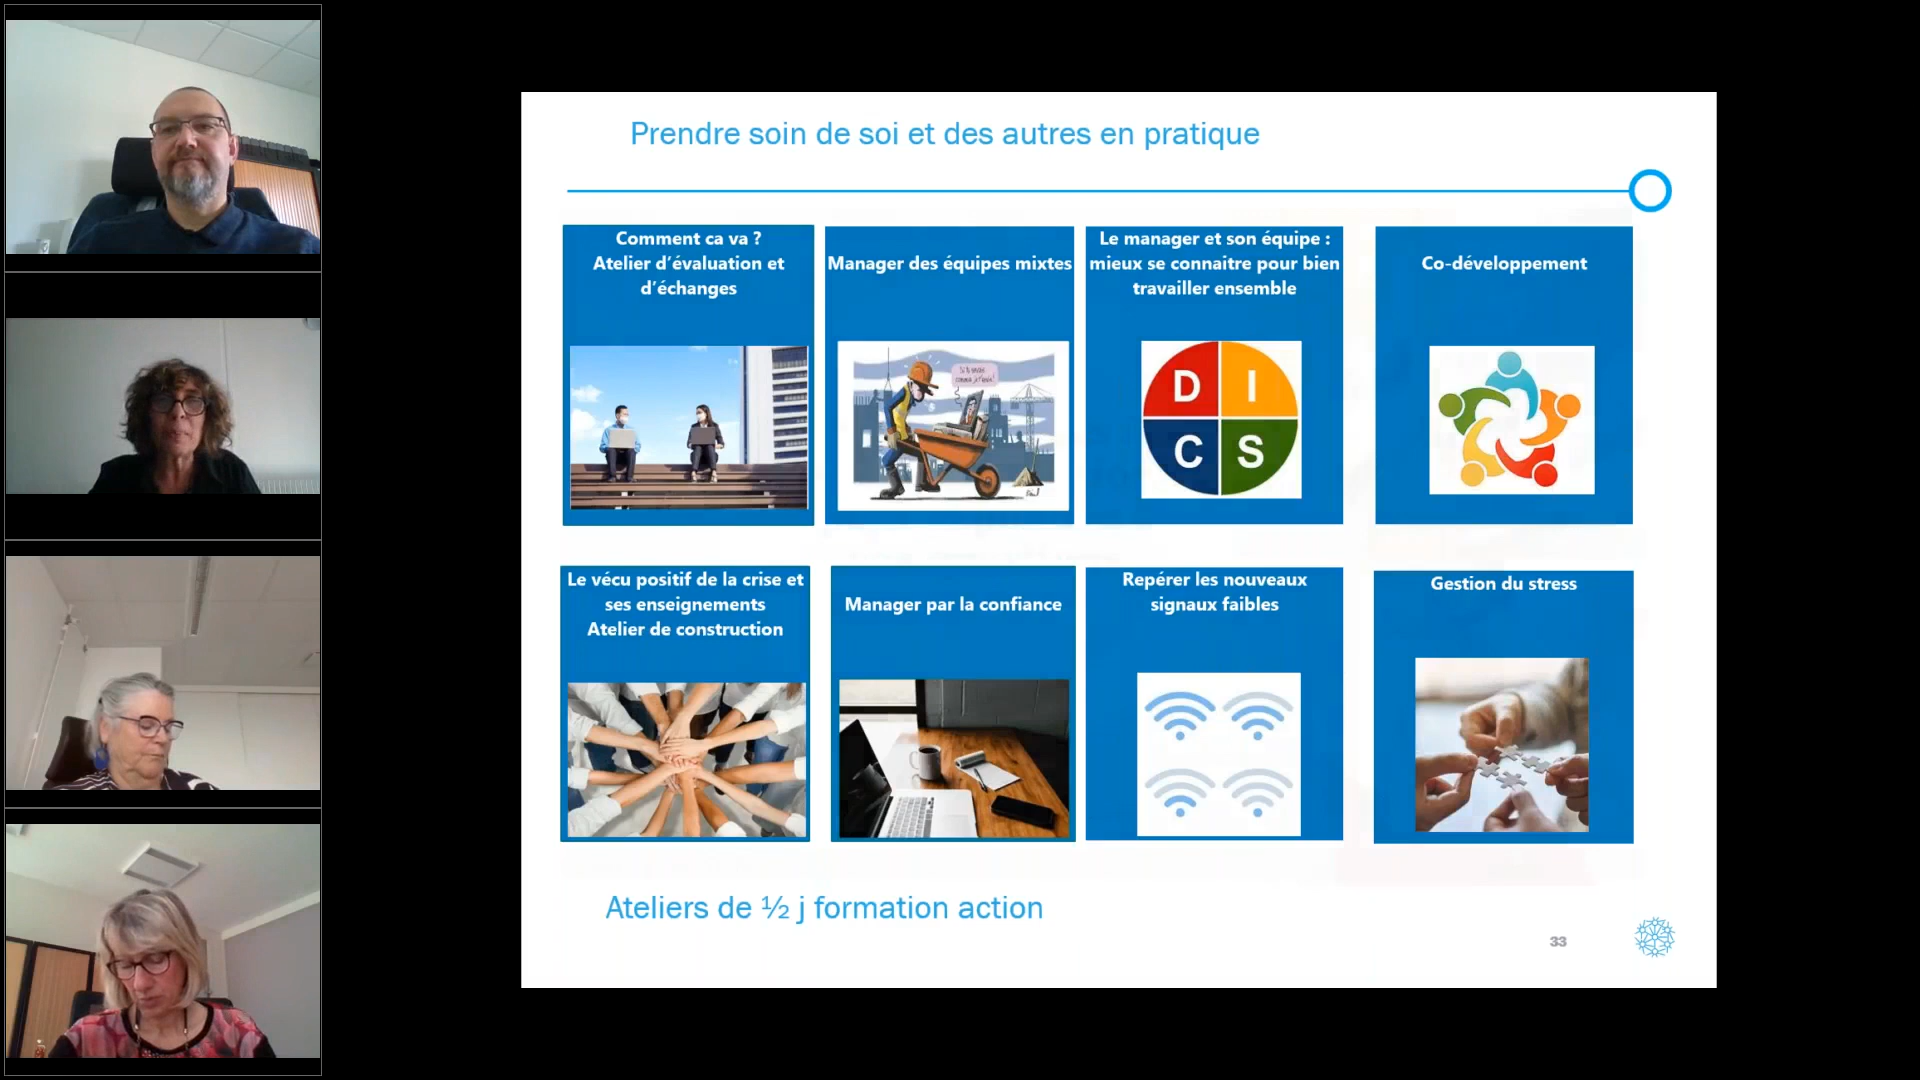 Prendre soin de soi et des autres en pratique
Comment ca va ?
Atelier d’évaluation et
d’échanges
Manager des équipes mixtes
Le manager et son équipe :
mieux se connaitre pour bien
travailler ensemble
D I
C S
Co-développement
Le vécu positif de la crise et
ses enseignements
Atelier de construction
Manager par la confiance
Repérer les nouveaux
signaux faibles
Gestion du stress
Ateliers de ½ j formation action
33